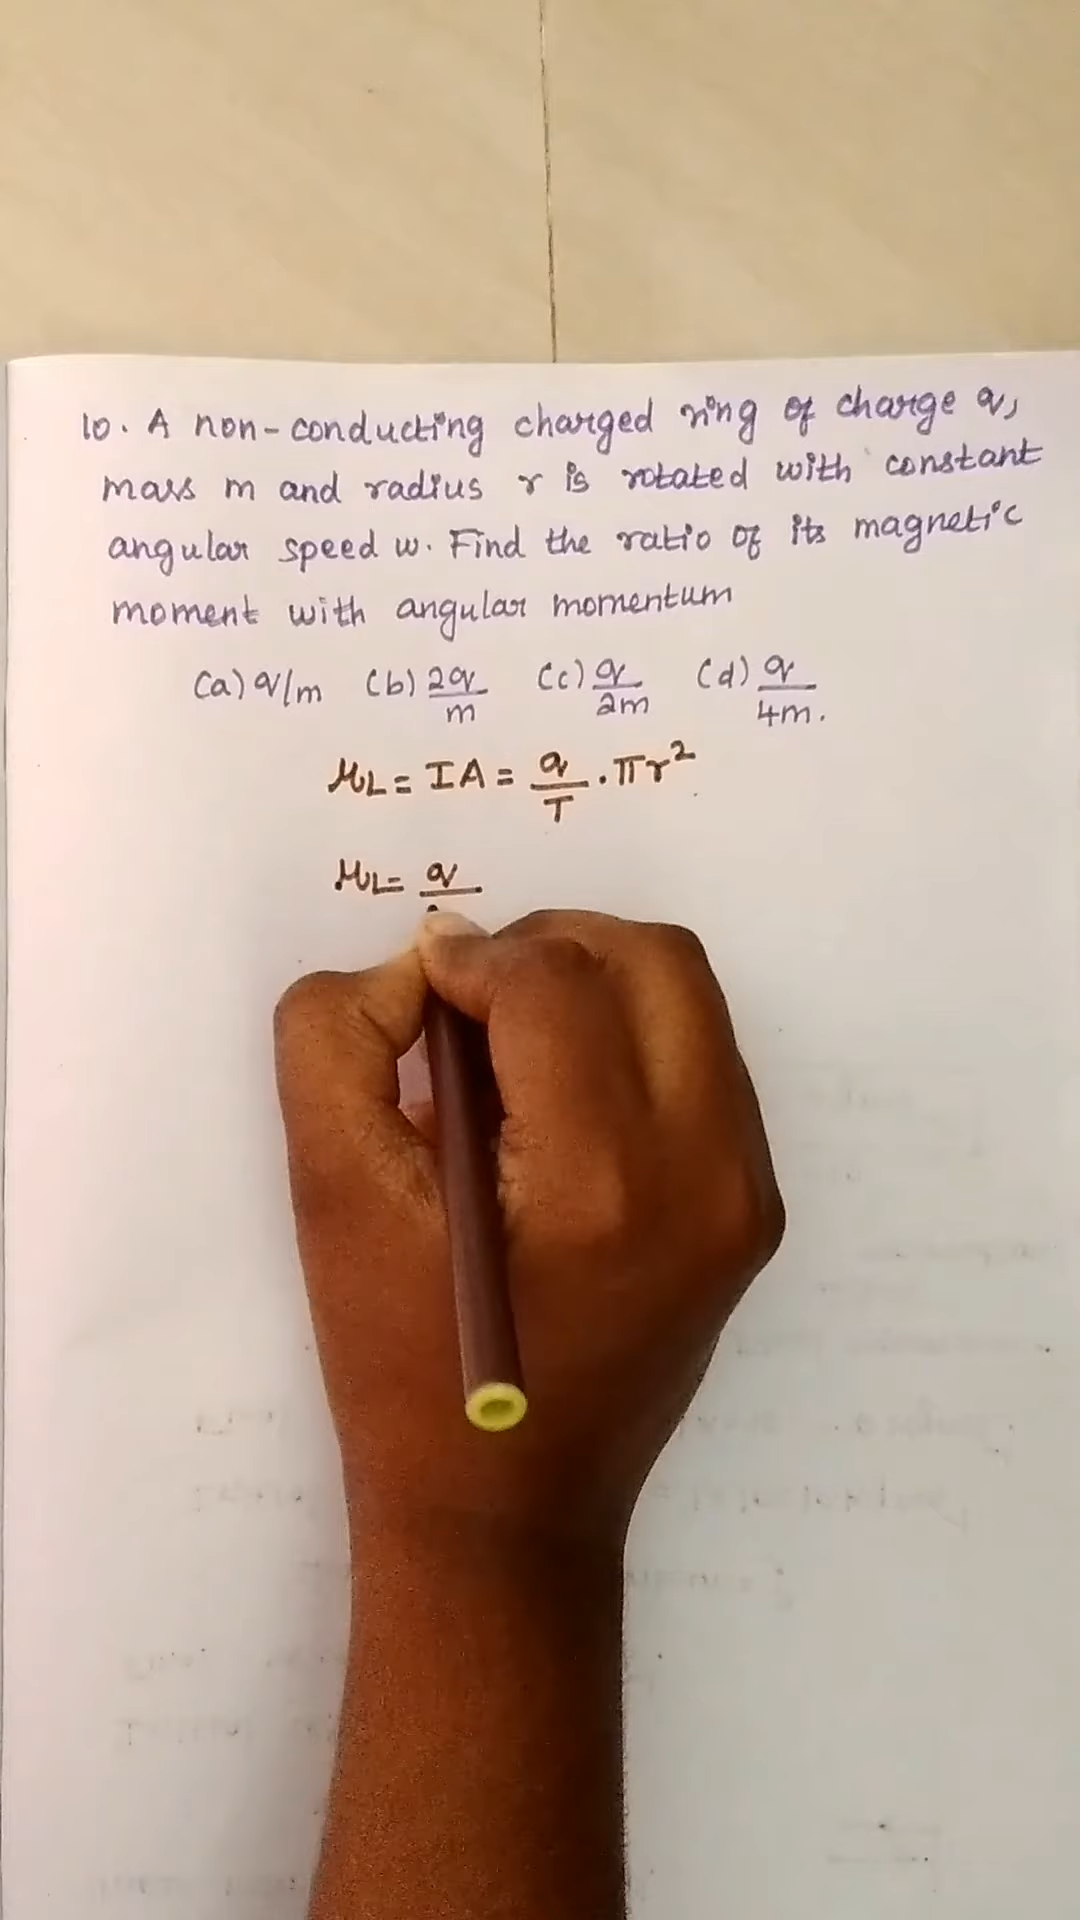 10. A non-conducting charged ring of charge q,
mass m and radius r is rotated with constant
angular speed w. Find the ratio of its magnetic
moment with angular momentum
(a) q/m (b) 2q/m (c) q/2m (d) q/4m.
μL = IA = q/T . πr²
μL = q